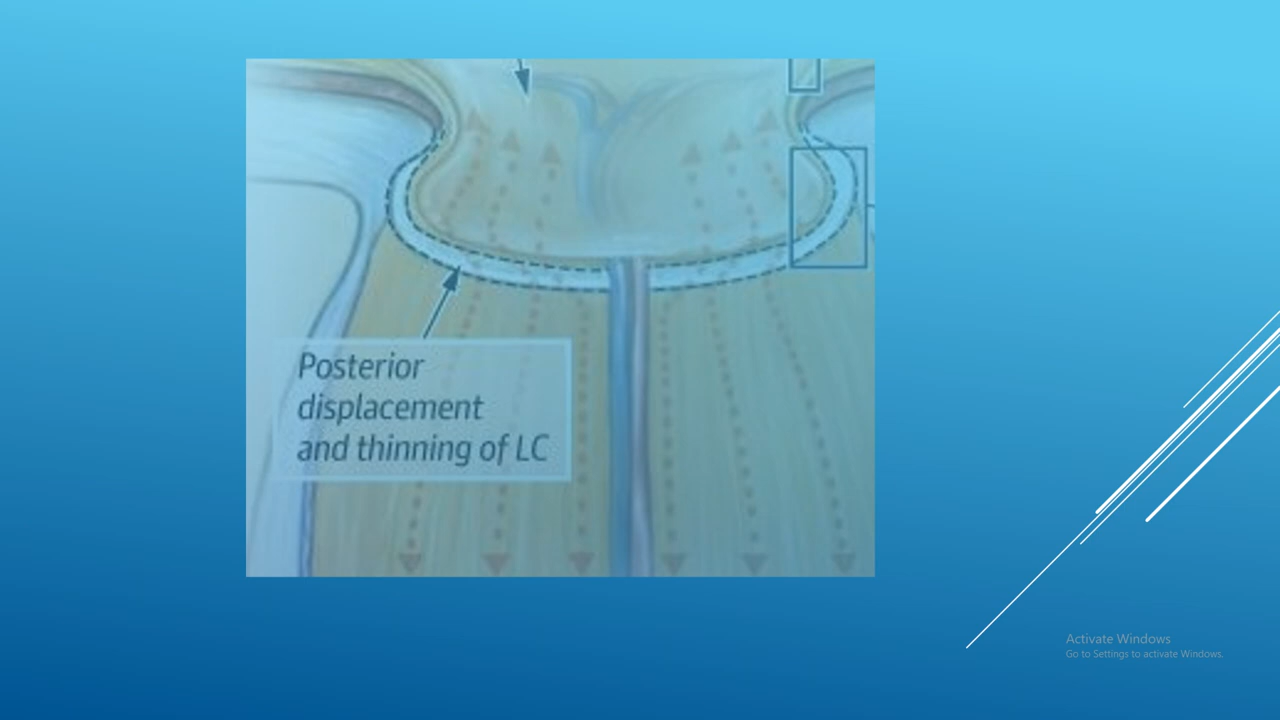 Posterior
displacement
and thinning of LC
Activate Windows
Go to Settings to activate Windows.